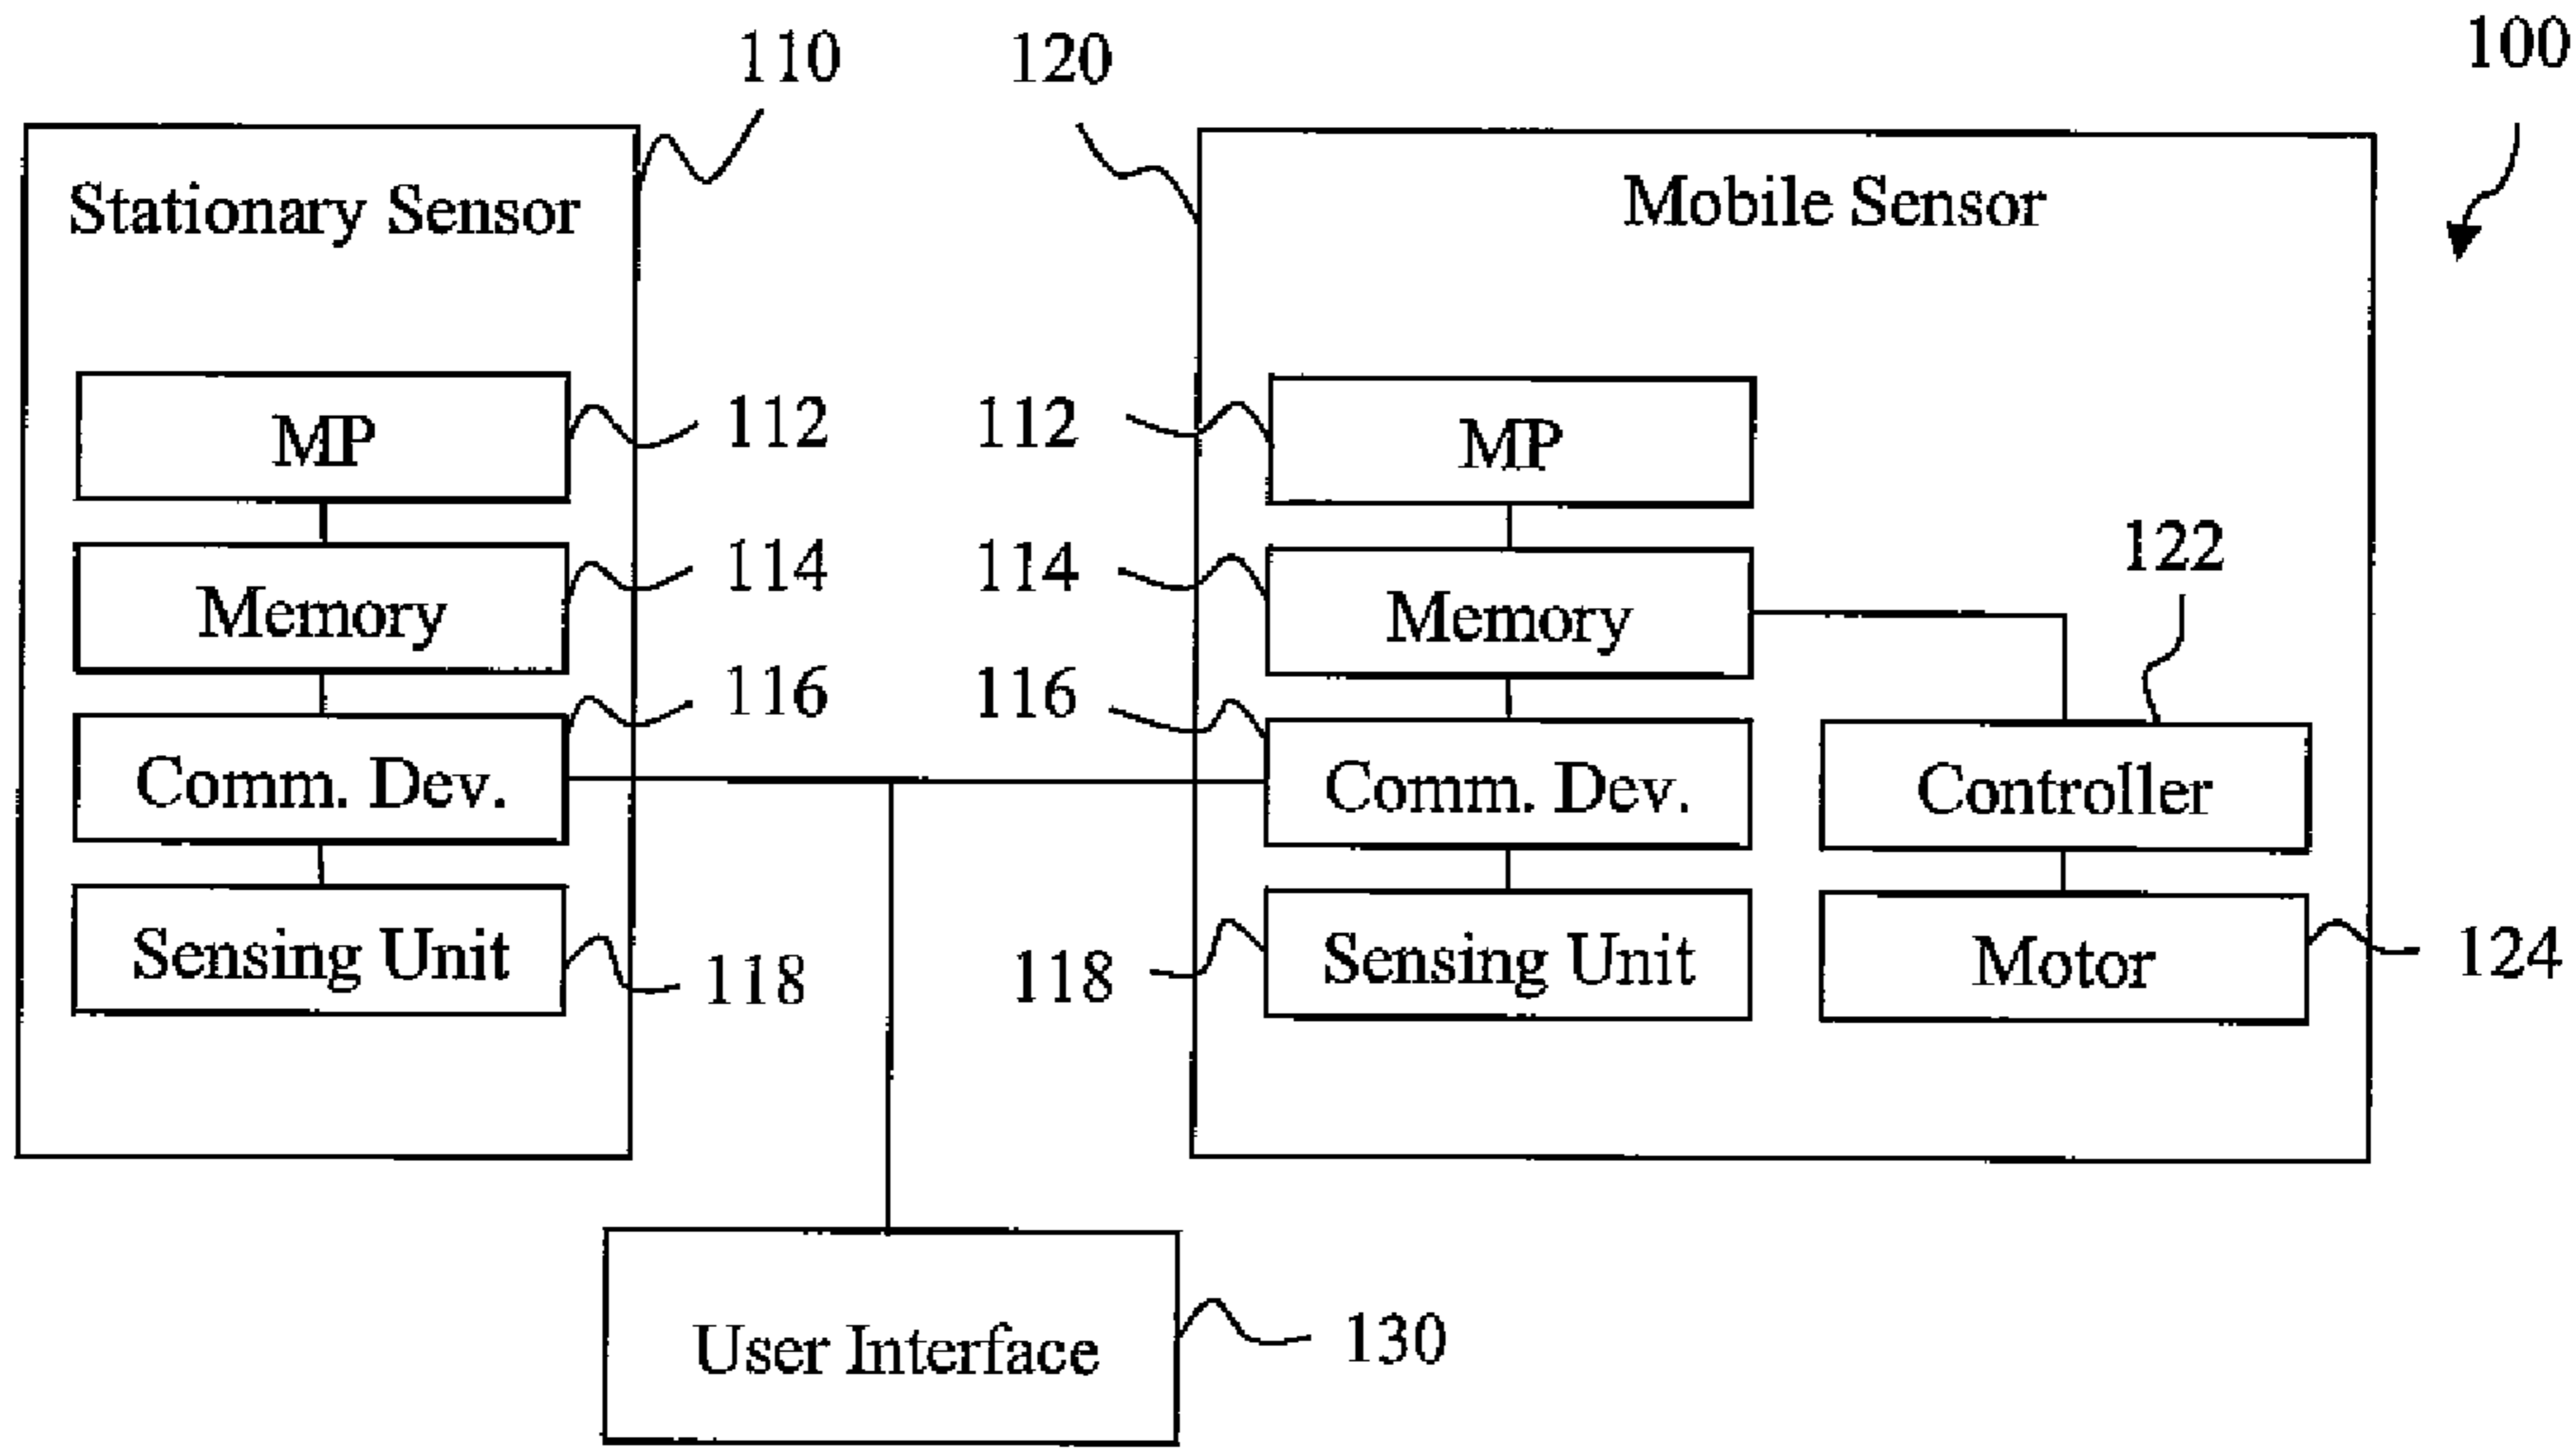 110
120
100
Stationary Sensor
Mobile Sensor
MP
112
112
MP
Memory
114
114
Memory
122
Comm. Dev.
116
116
Comm. Dev.
Controller
Sensing Unit
118
118
Sensing Unit
Motor
124
User Interface
130